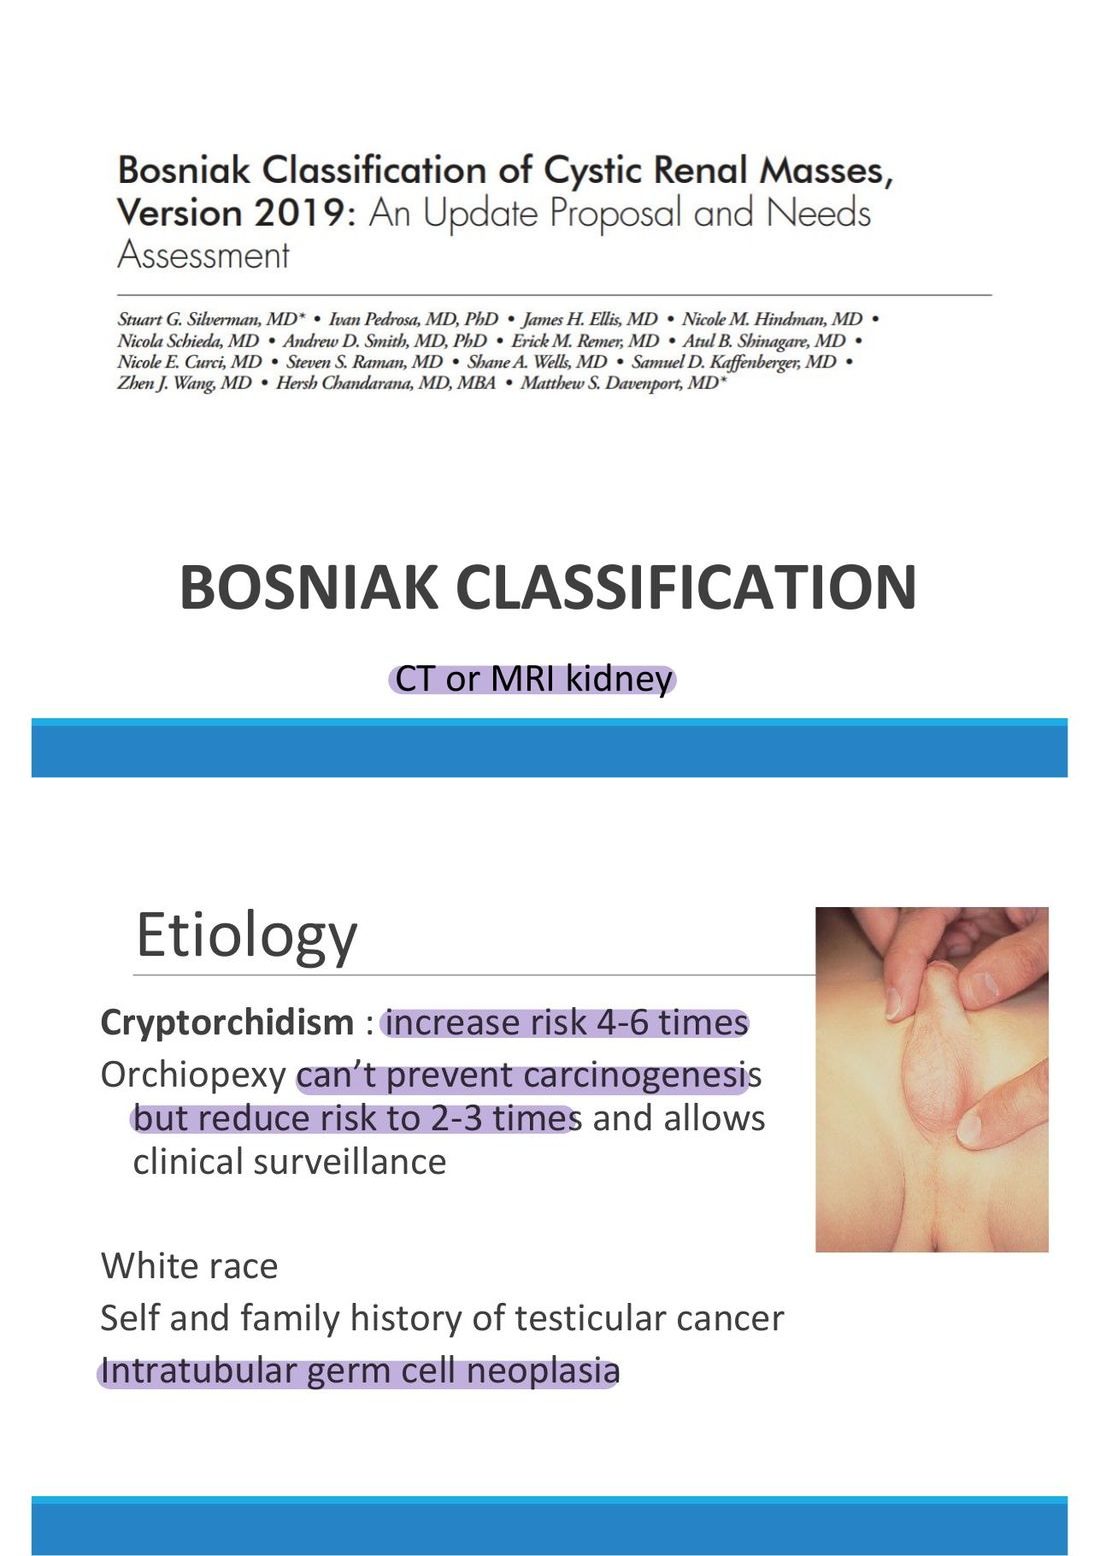 Bosniak Classification of Cystic Renal Masses,
Version 2019: An Update Proposal and Needs
Assessment
Stuart G. Silverman, MD* • Ivan Pedrosa, MD, PhD • James H. Ellis, MD • Nicole M. Hindman, MD •
Nicola Schieda, MD • Andrew D. Smith, MD, PhD • Erick M. Remer, MD • Atul B. Shinagare, MD •
Nicole E. Curci, MD • Steven S. Raman, MD • Shane A. Wells, MD • Samuel D. Kaffenberger, MD •
Zhen J. Wang, MD • Hersh Chandarana, MD, MBA • Matthew S. Davenport, MD*
BOSNIAK CLASSIFICATION
CT or MRI kidney
Etiology
Cryptorchidism : increase risk 4-6 times
Orchiopexy can’t prevent carcinogenesis
but reduce risk to 2-3 times and allows
clinical surveillance
White race
Self and family history of testicular cancer
Intratubular germ cell neoplasia